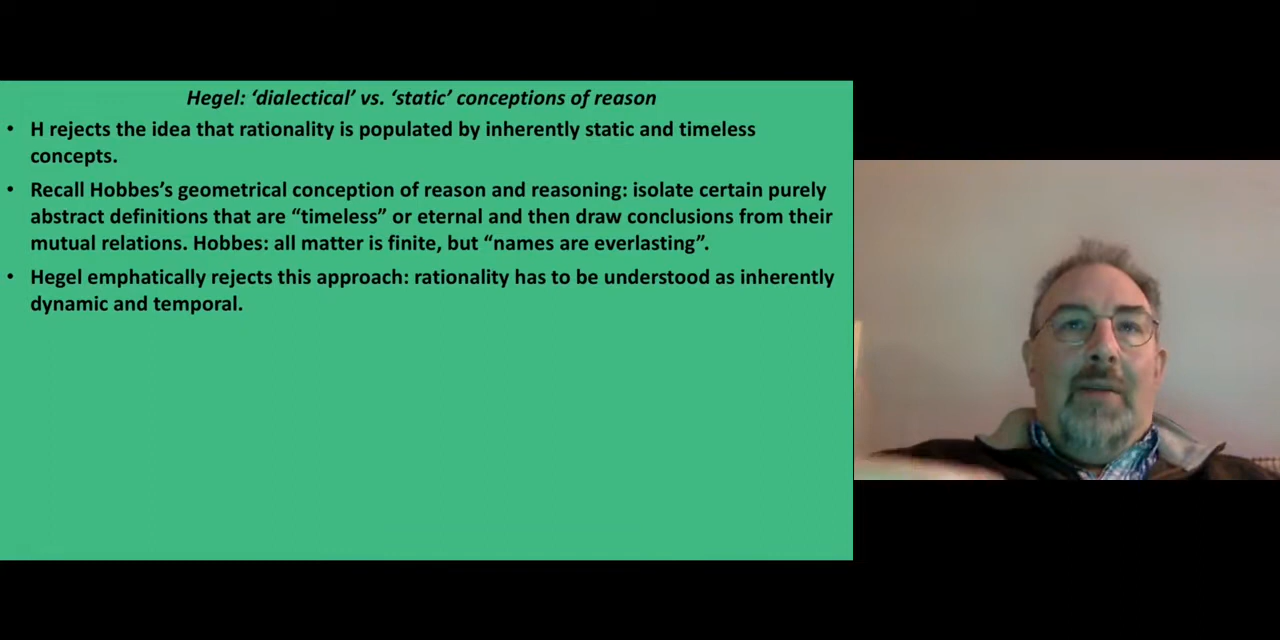 Hegel: ‘dialectical’ vs. ‘static’ conceptions of reason
• H rejects the idea that rationality is populated by inherently static and timeless
concepts.
• Recall Hobbes’s geometrical conception of reason and reasoning: isolate certain purely
abstract definitions that are “timeless” or eternal and then draw conclusions from their
mutual relations. Hobbes: all matter is finite, but “names are everlasting”.
• Hegel emphatically rejects this approach: rationality has to be understood as inherently
dynamic and temporal.